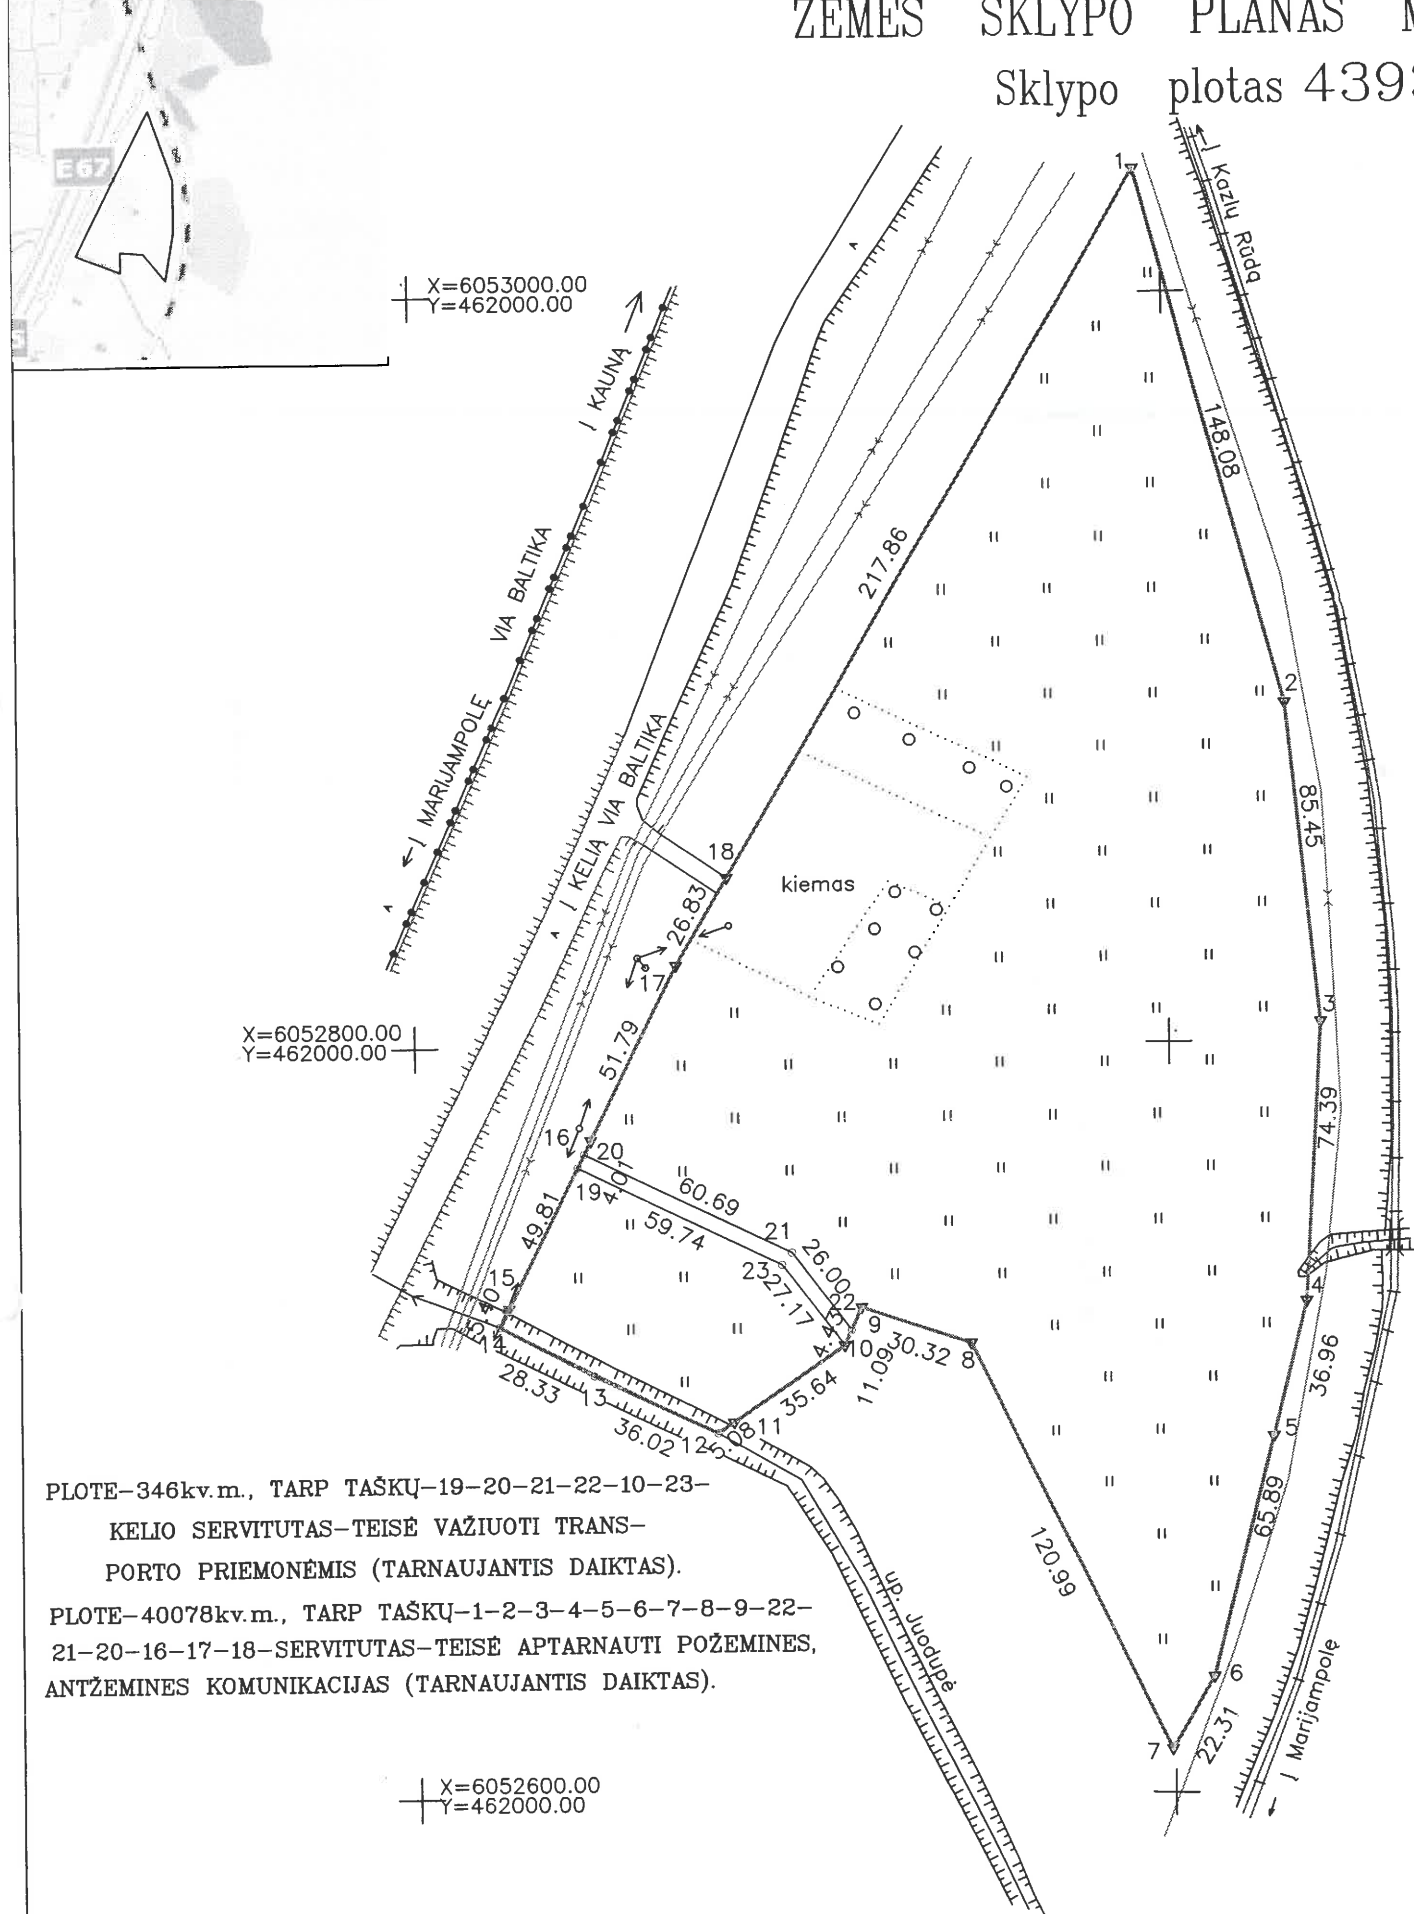 ŽEMĖS SKLYPO PLANAS
Sklypo plotas
E67
X=6053000.00
Y=462000.00
Į KAUNĄ
VIA BALTIKA
Į MARIJAMPOLĘ
Į KELIĄ VIA BALTIKA
Į Kazlų Rūdą
1
148.08
217.86
2
85.45
18
kiemas
26.83
17
3
X=6052800.00
Y=462000.00
51.79
74.39
16
20
4.01
19
60.69
59.74
49.81
21
26.00
23
27.17
15
5.40
14
22
9
4.43
10
11.09
30.32
8
4
36.96
28.33
13
35.64
36.02
12
5.08
11
5
65.89
PLOTE-346kv.m., TARP TAŠKŲ-19-20-21-22-10-23-
KELIO SERVITUTAS-TEISĖ VAŽIUOTI TRANS-
PORTO PRIEMONĖMIS (TARNAUJANTIS DAIKTAS).
PLOTE-40078kv.m., TARP TAŠKŲ-1-2-3-4-5-6-7-8-9-22-
21-20-16-17-18-SERVITUTAS-TEISĖ APTARNAUTI POŽEMINES,
ANTŽEMINES KOMUNIKACIJAS (TARNAUJANTIS DAIKTAS).
120.99
up. Juodupė
6
22.31
7
Į Marijampolę
X=6052600.00
Y=462000.00